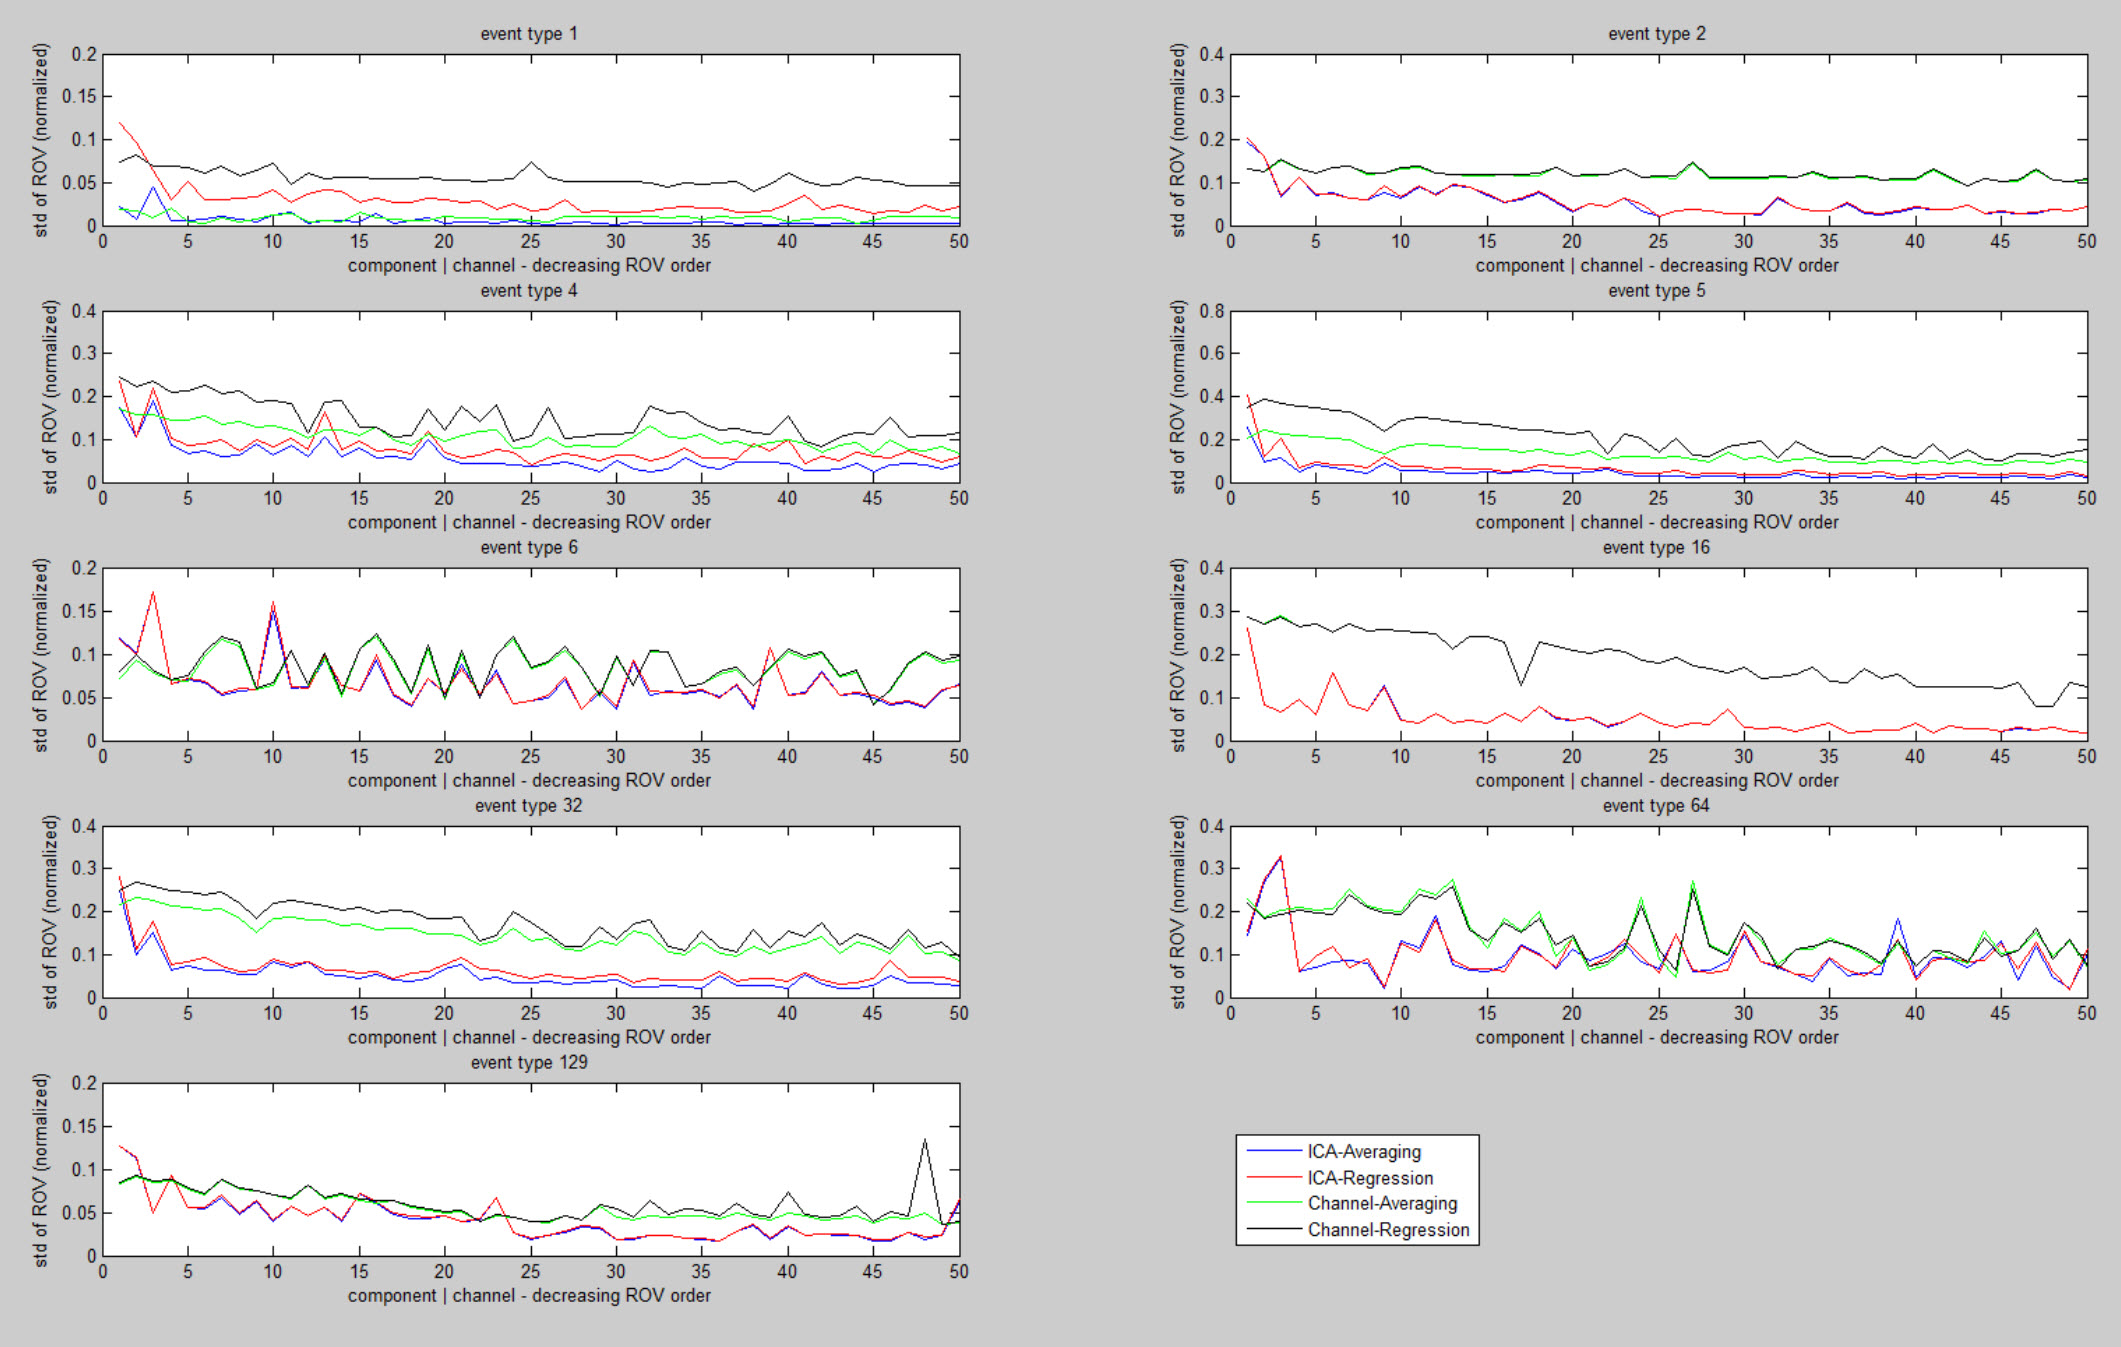 event type 1
std of ROV (normalized)
0.2
0.15
0.1
0.05
0
0 5 10 15 20 25 30 35 40 45 50
component | channel - decreasing ROV order
event type 2
std of ROV (normalized)
0.4
0.3
0.2
0.1
0
0 5 10 15 20 25 30 35 40 45 50
component | channel - decreasing ROV order
event type 4
std of ROV (normalized)
0.4
0.3
0.2
0.1
0
0 5 10 15 20 25 30 35 40 45 50
component | channel - decreasing ROV order
event type 5
std of ROV (normalized)
0.8
0.6
0.4
0.2
0
0 5 10 15 20 25 30 35 40 45 50
component | channel - decreasing ROV order
event type 6
std of ROV (normalized)
0.2
0.15
0.1
0.05
0
0 5 10 15 20 25 30 35 40 45 50
component | channel - decreasing ROV order
event type 16
std of ROV (normalized)
0.4
0.3
0.2
0.1
0
0 5 10 15 20 25 30 35 40 45 50
component | channel - decreasing ROV order
event type 32
std of ROV (normalized)
0.4
0.3
0.2
0.1
0
0 5 10 15 20 25 30 35 40 45 50
component | channel - decreasing ROV order
event type 64
std of ROV (normalized)
0.4
0.3
0.2
0.1
0
0 5 10 15 20 25 30 35 40 45 50
component | channel - decreasing ROV order
event type 129
std of ROV (normalized)
0.2
0.15
0.1
0.05
0
0 5 10 15 20 25 30 35 40 45 50
component | channel - decreasing ROV order
ICA-Averaging
ICA-Regression
Channel-Averaging
Channel-Regression